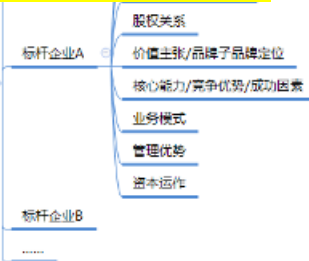 股权关系
标杆企业A
价值主张/品牌子品牌定位
核心能力/竞争优势/成功因素
业务模式
管理优势
资本运作
标杆企业B
……